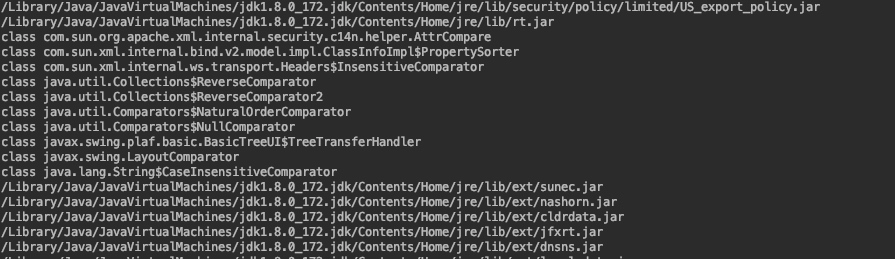 /Library/Java/JavaVirtualMachines/jdk1.8.0_172.jdk/Contents/Home/jre/lib/security/policy/limited/US_export_policy.jar
/Library/Java/JavaVirtualMachines/jdk1.8.0_172.jdk/Contents/Home/jre/lib/rt.jar
class com.sun.org.apache.xml.internal.security.c14n.helper.AttrCompare
class com.sun.xml.internal.bind.v2.model.impl.ClassInfoImpl$PropertySorter
class com.sun.xml.internal.ws.transport.Headers$InsensitiveComparator
class java.util.Collections$ReverseComparator
class java.util.Collections$ReverseComparator2
class java.util.Comparators$NaturalOrderComparator
class java.util.Comparators$NullComparator
class javax.swing.plaf.basic.BasicTreeUI$TreeTransferHandler
class javax.swing.LayoutComparator
class java.lang.String$CaseInsensitiveComparator
/Library/Java/JavaVirtualMachines/jdk1.8.0_172.jdk/Contents/Home/jre/lib/ext/sunec.jar
/Library/Java/JavaVirtualMachines/jdk1.8.0_172.jdk/Contents/Home/jre/lib/ext/nashorn.jar
/Library/Java/JavaVirtualMachines/jdk1.8.0_172.jdk/Contents/Home/jre/lib/ext/cldrdata.jar
/Library/Java/JavaVirtualMachines/jdk1.8.0_172.jdk/Contents/Home/jre/lib/ext/jfxrt.jar
/Library/Java/JavaVirtualMachines/jdk1.8.0_172.jdk/Contents/Home/jre/lib/ext/dnsns.jar